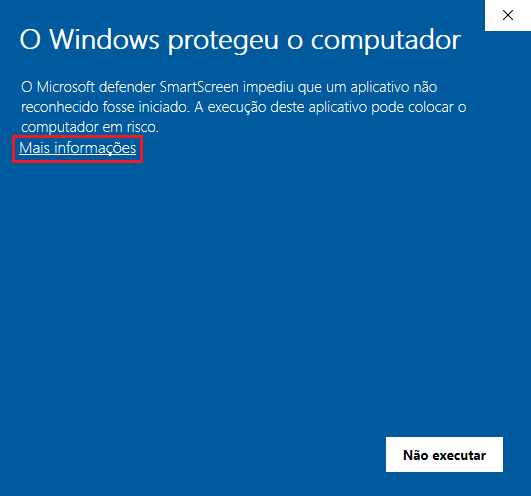 O Windows protegeu o computador
O Microsoft defender SmartScreen impediu que um aplicativo não
reconhecido fosse iniciado. A execução deste aplicativo pode colocar o
computador em risco.
Mais informações
Não executar